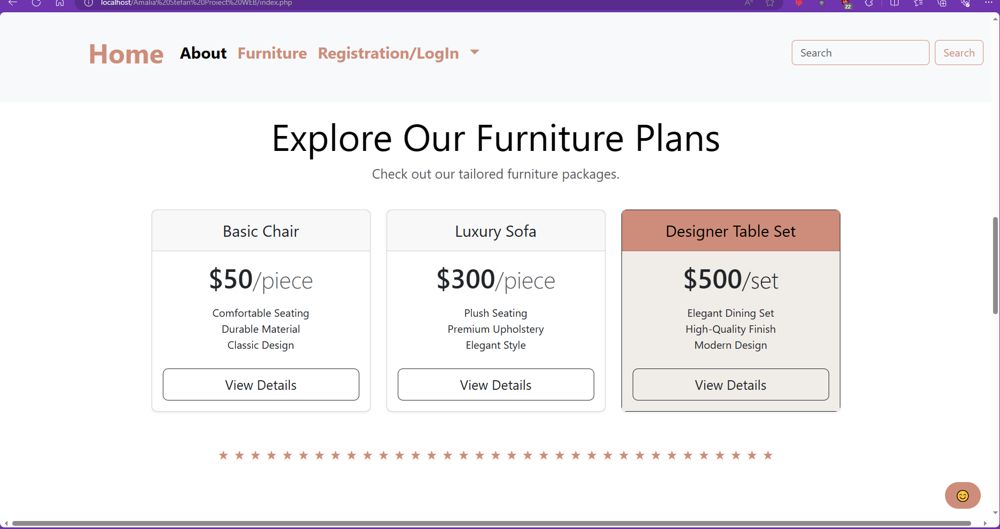 localhost/Amalia%20Stefan%20Proiect%20WEB/index.php
22
Home About Furniture Registration/LogIn Search Search
Explore Our Furniture Plans
Check out our tailored furniture packages.
Basic Chair
$50/piece
Comfortable Seating
Durable Material
Classic Design
View Details
Luxury Sofa
$300/piece
Plush Seating
Premium Upholstery
Elegant Style
View Details
Designer Table Set
$500/set
Elegant Dining Set
High-Quality Finish
Modern Design
View Details